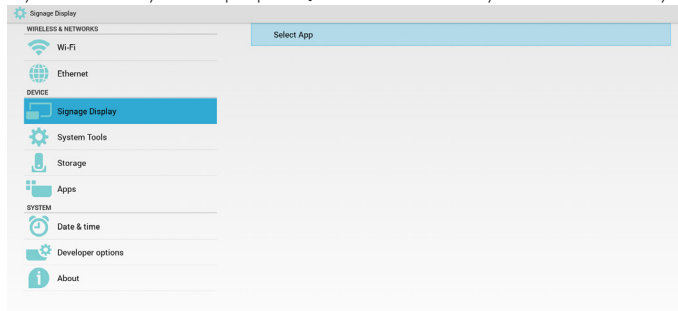 Signage Display
WIRELESS & NETWORKS
Wi-Fi
Ethernet
DEVICE
Signage Display
System Tools
Storage
Apps
SYSTEM
Date & time
Developer options
About
Select App